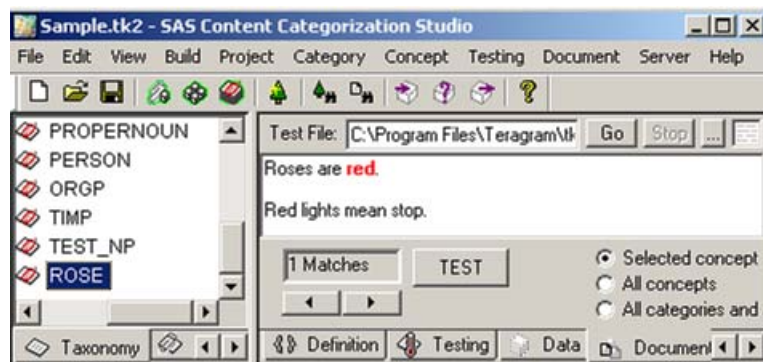 Sample.tk2 - SAS Content Categorization Studio
File Edit View Build Project Category Concept Testing Document Server Help
PROPERNOUN
PERSON
ORGP
TIMP
TEST_NP
ROSE
Taxonomy
Test File: C:\Program Files\Teragram\tk Go Stop ...
Roses are red.
Red lights mean stop.
1 Matches TEST
Selected concept
All concepts
All categories and
Definition Testing Data Document